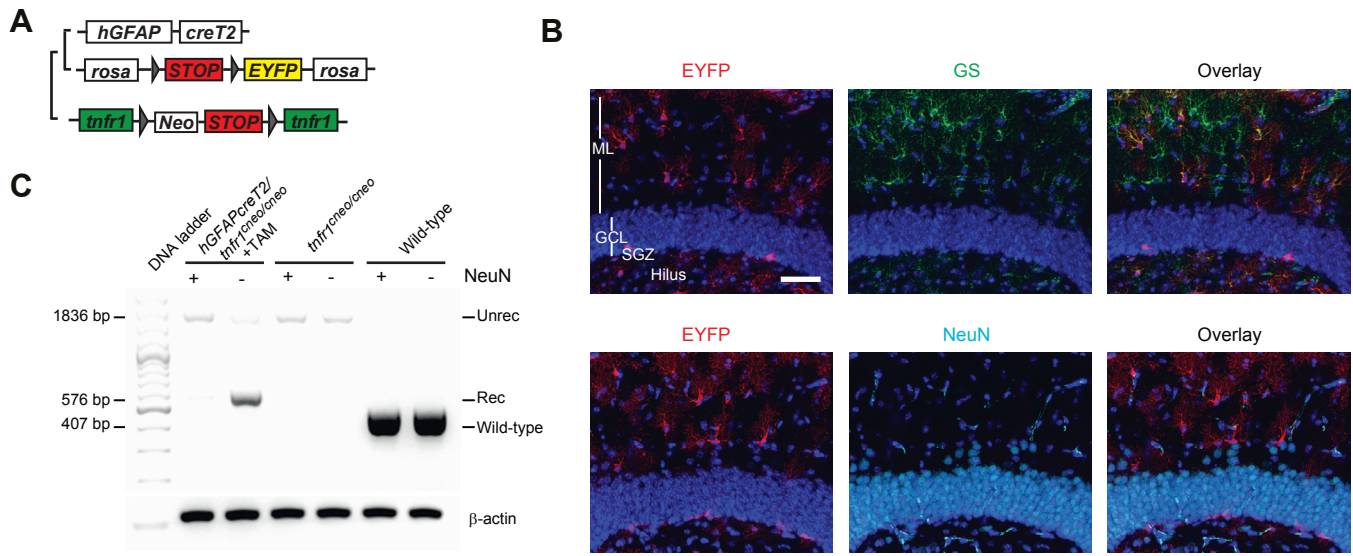 A
hGFAP creT2
rosa STOP EYFP rosa
tnfr1 Neo STOP tnfr1
B
EYFP GS Overlay
ML
GCL
SGZ
Hilus
EYFP NeuN Overlay
C
DNA ladder
hGFAPcreT2/
tnfr1cneo/cneo
+TAM
tnfr1cneo/cneo
Wild-type
+ - + - + - NeuN
1836 bp Unrec
576 bp Rec
407 bp Wild-type
β-actin